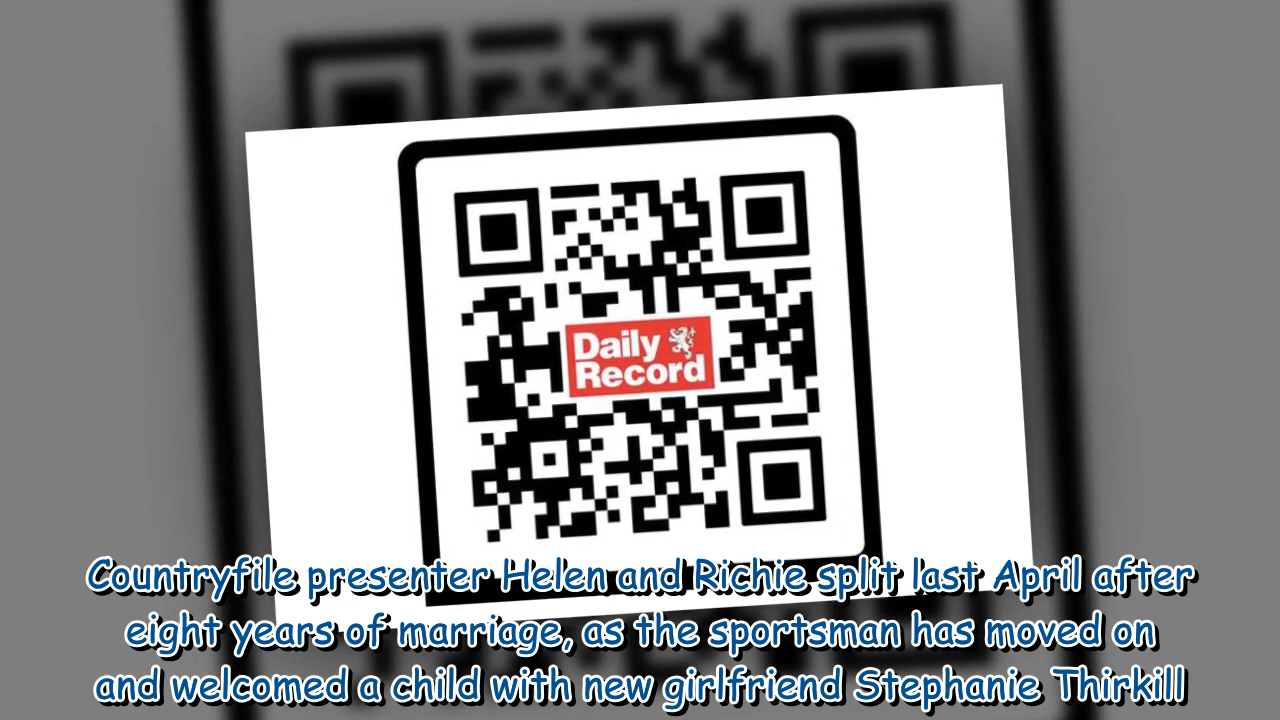 Daily
Record
Countryfile presenter Helen and Richie split last April after
eight years of marriage, as the sportsman has moved on
and welcomed a child with new girlfriend Stephanie Thirkill